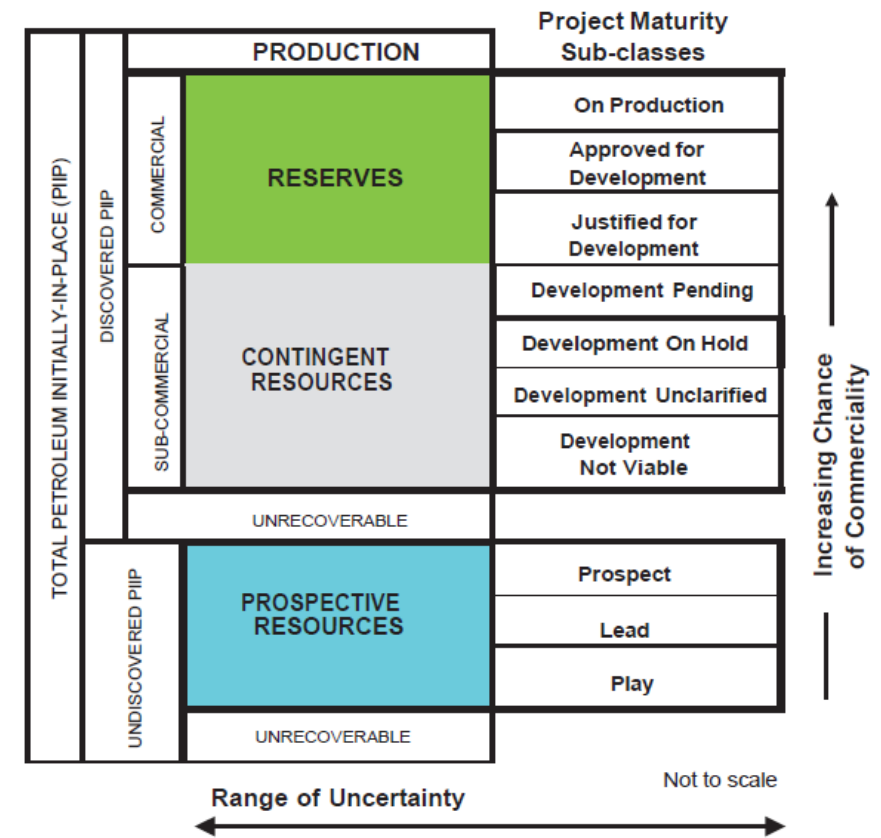 Project Maturity
Sub-classes
PRODUCTION
TOTAL PETROLEUM INITIALLY-IN-PLACE (PIIP)
DISCOVERED PIIP
COMMERCIAL
RESERVES
On Production
Approved for
Development
Justified for
Development
SUB-COMMERCIAL
CONTINGENT
RESOURCES
Development Pending
Development On Hold
Development Unclarified
Development
Not Viable
UNRECOVERABLE
UNDISCOVERED PIIP
PROSPECTIVE
RESOURCES
Prospect
Lead
Play
UNRECOVERABLE
Increasing Chance
of Commerciality
Not to scale
Range of Uncertainty